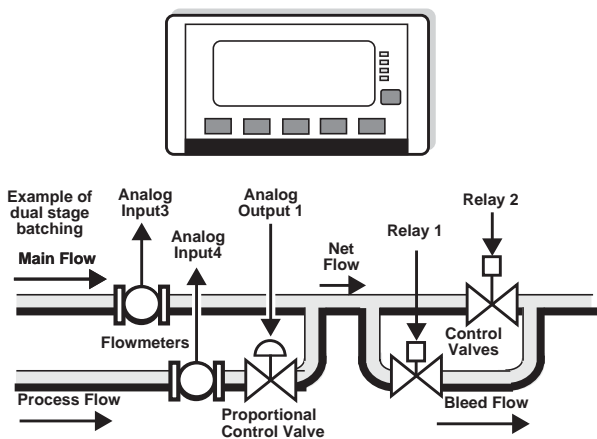 Example of
dual stage
batching
Analog
Input3
Analog
Input4
Analog
Output 1
Relay 1
Relay 2
Main Flow
Net
Flow
Flowmeters
Control
Valves
Process Flow
Proportional
Control Valve
Bleed Flow